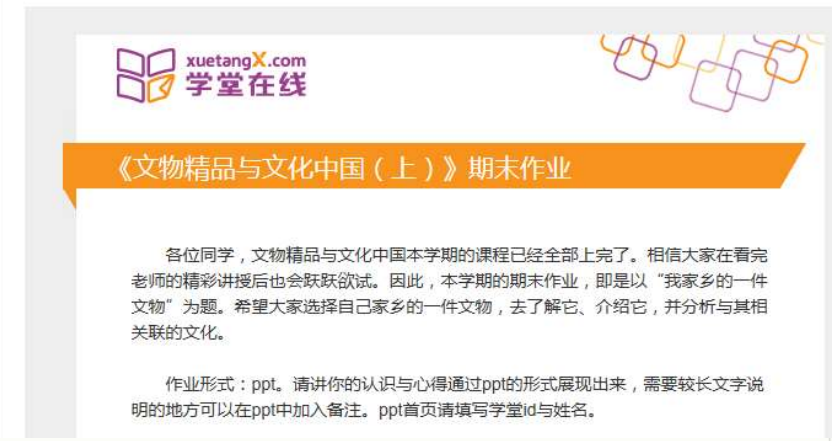 xuetangX.com
学堂在线
《文物精品与文化中国（上）》期末作业
各位同学，文物精品与文化中国本学期的课程已经全部上完了。相信大家在看完
老师的精彩讲授后也会跃跃欲试。因此，本学期的期末作业，即是以“我家乡的一件
文物”为题。希望大家选择自己家乡的一件文物，去了解它、介绍它，并分析与其相
关联的文化。
作业形式：ppt。请讲你的认识与心得通过ppt的形式展现出来，需要较长文字说
明的地方可以在ppt中加入备注。ppt首页请填写学堂id与姓名。